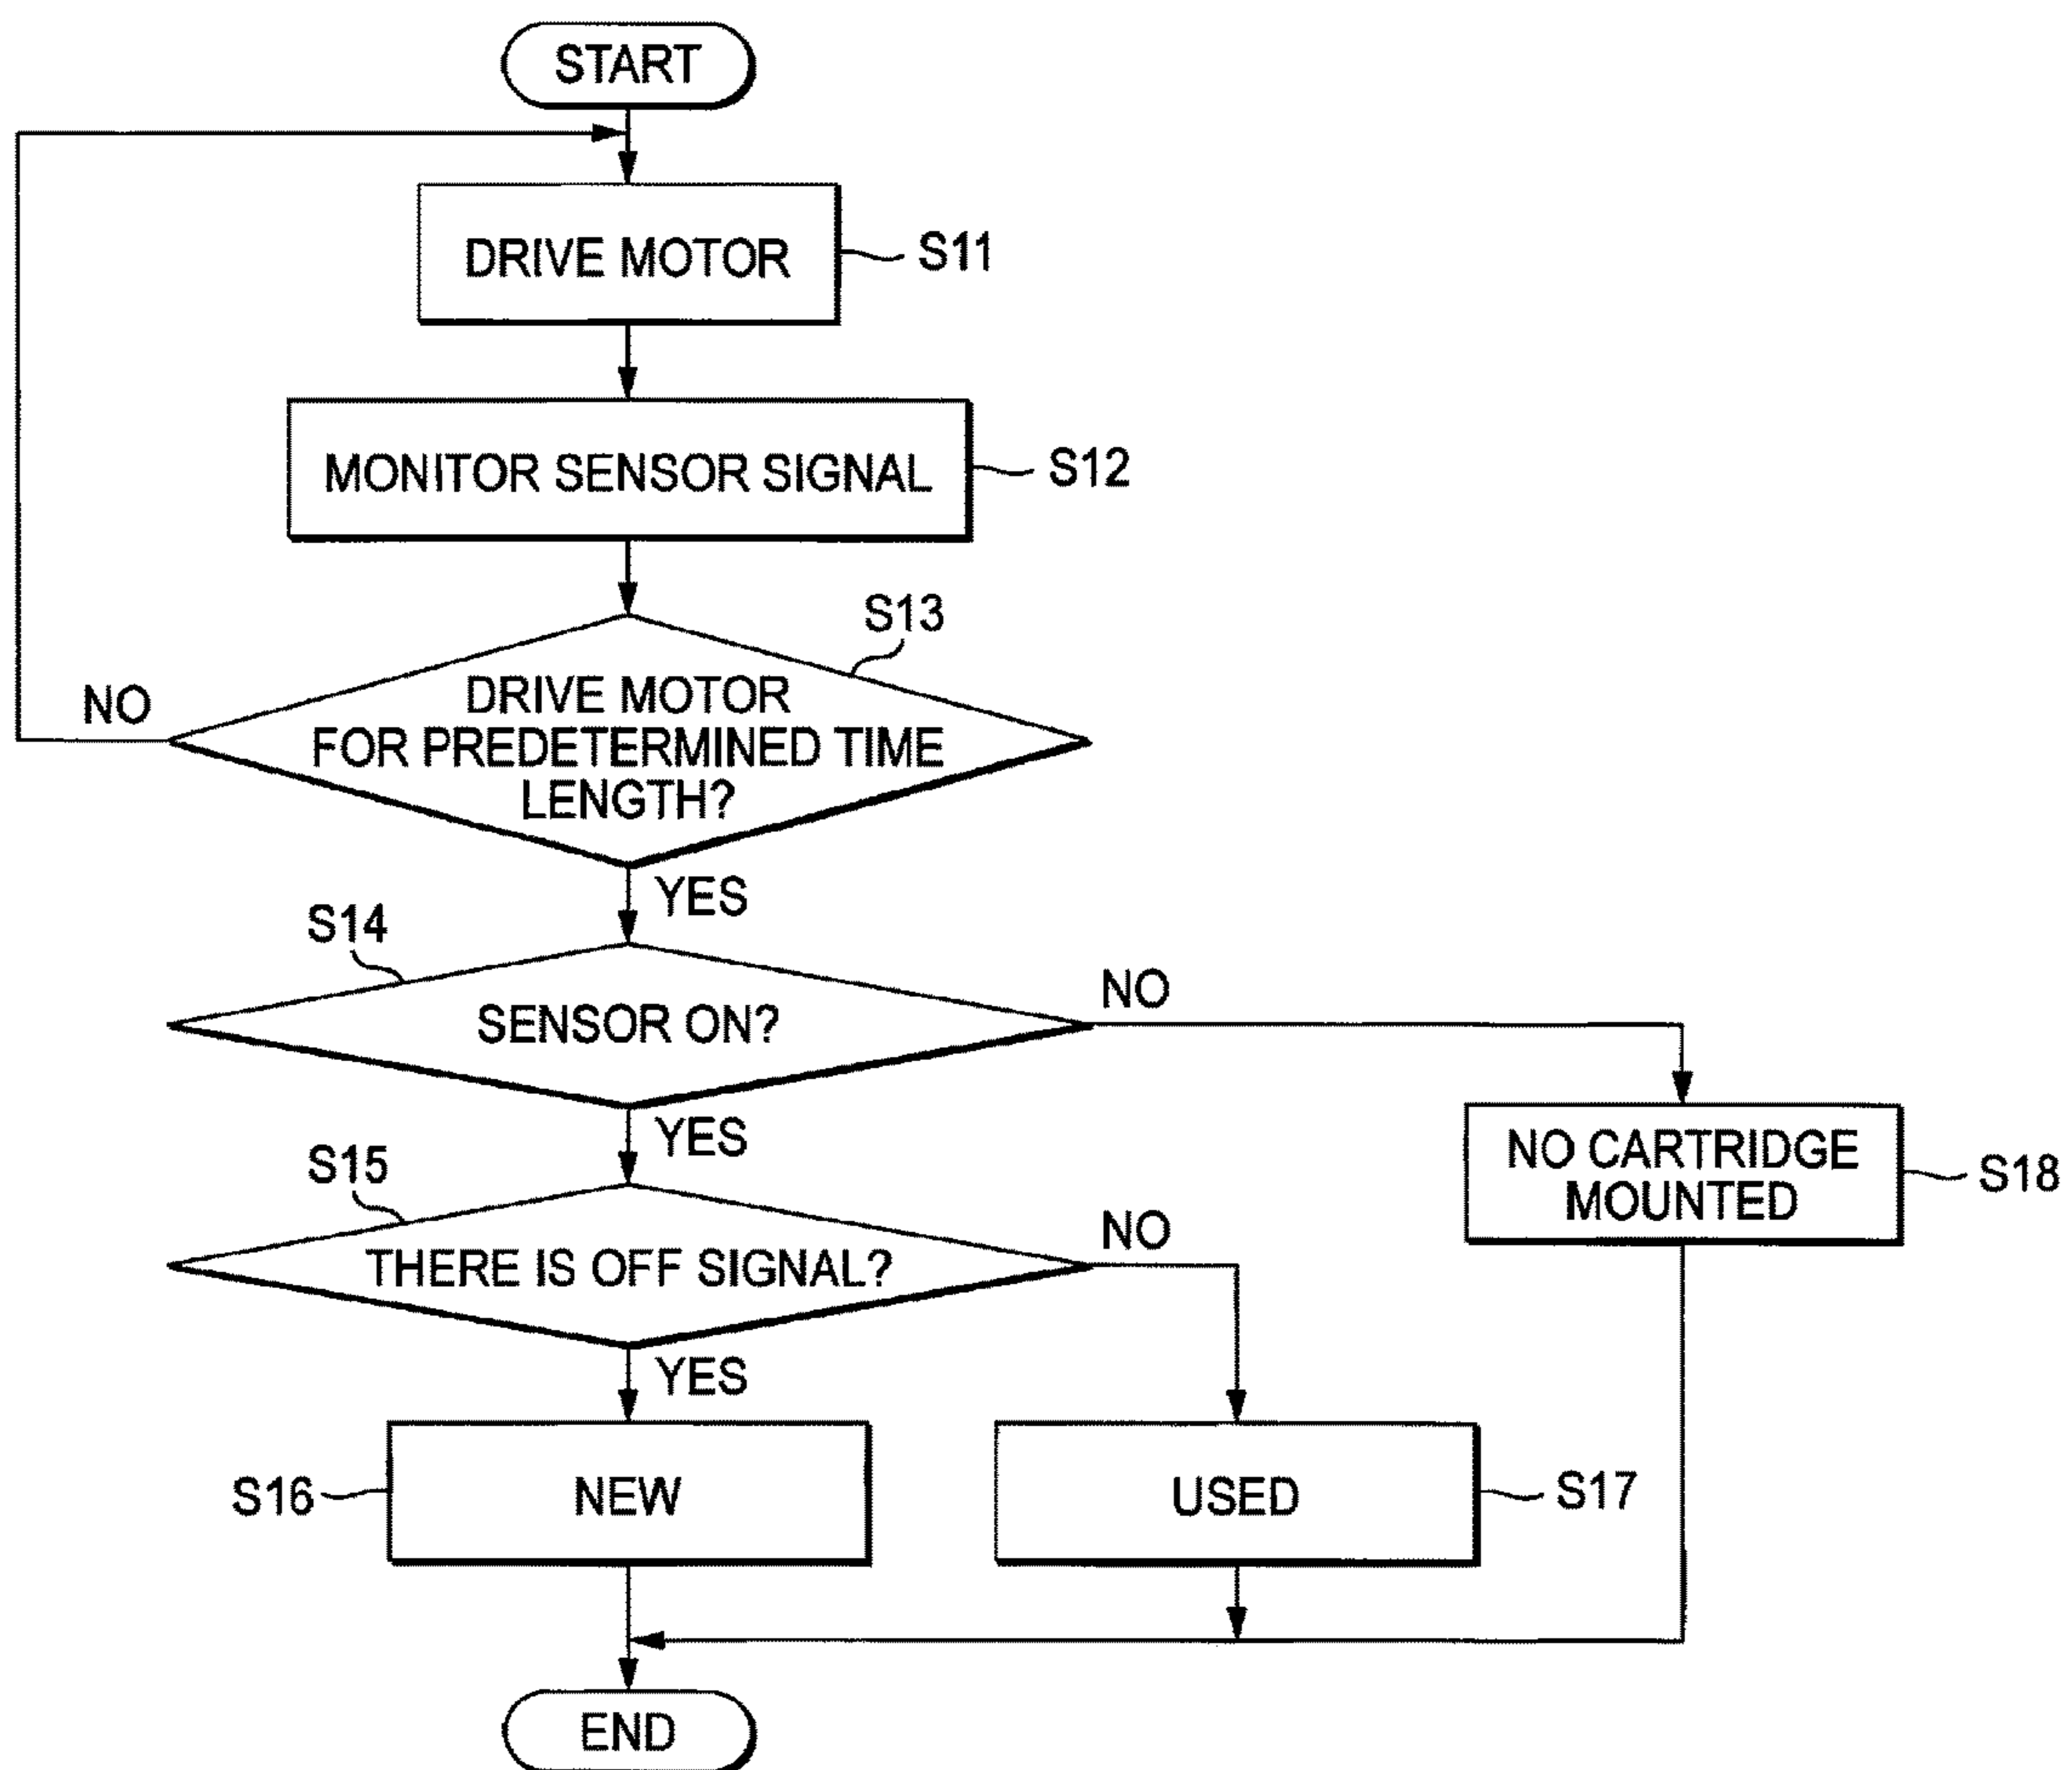 START
DRIVE MOTOR
S11
MONITOR SENSOR SIGNAL
S12
S13
DRIVE MOTOR
FOR PREDETERMINED TIME
LENGTH?
NO
YES
S14
SENSOR ON?
NO
YES
NO CARTRIDGE
MOUNTED
S18
S15
THERE IS OFF SIGNAL?
NO
YES
S16
NEW
USED
S17
END